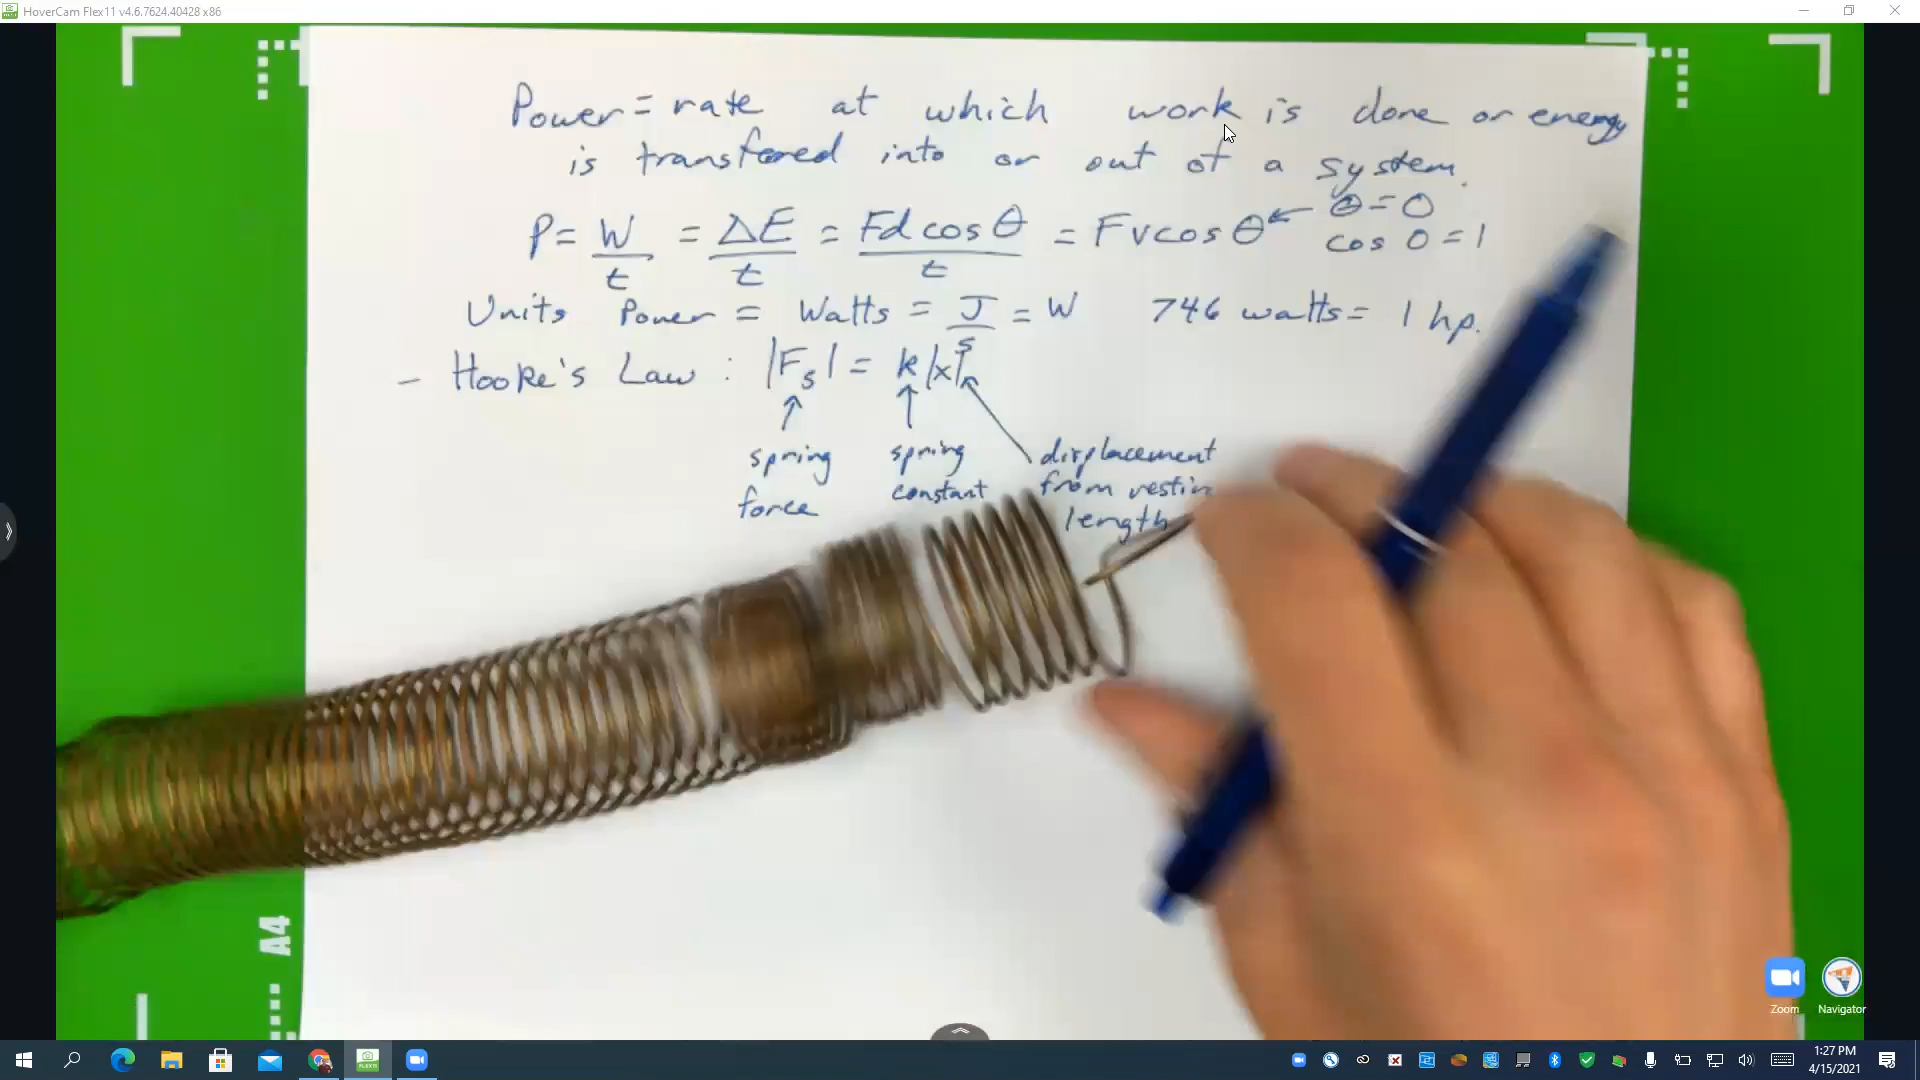 HoverCam Flex11 v4.6.7624.40428 x86
Power = rate at which work is done or energy
is transfered into or out of a system.
P = W/t = ΔE/t = Fd cos θ/t = Fv cos θ ← θ = 0
cos 0 = 1
Units Power = Watts = J/s = W 746 watts = 1 hp.
- Hooke's Law : |Fs| = k|x|
spring force
spring constant
displacement
from restin
length
A4
Zoom
Navigator
FLEX11
1:27 PM
4/15/2021